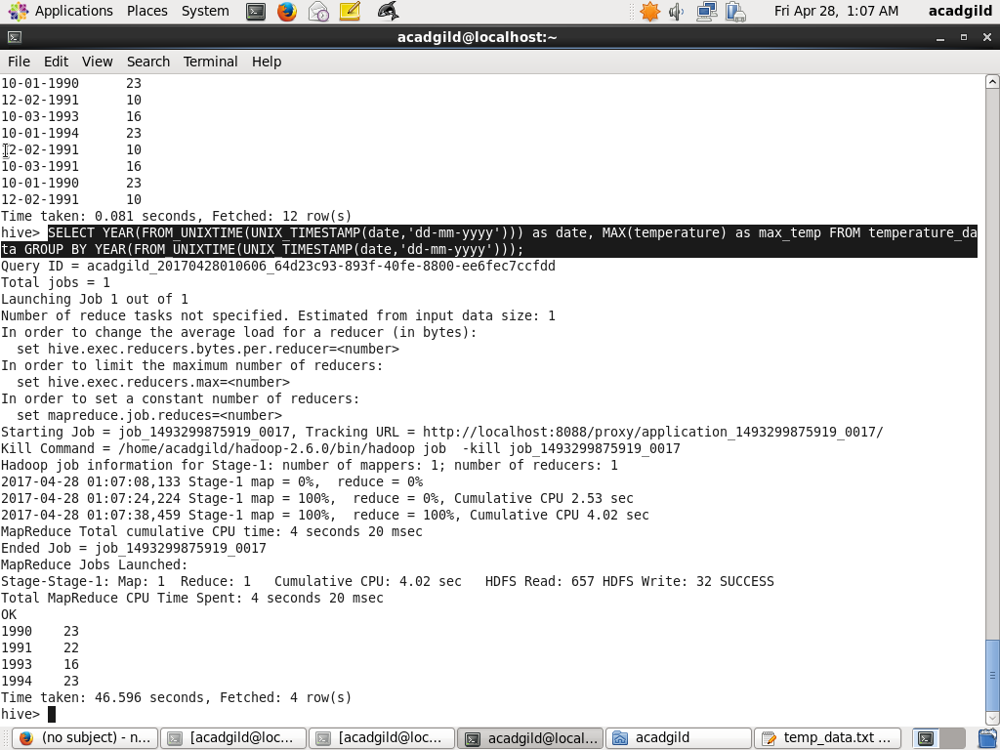 Applications Places System Fri Apr 28, 1:07 AM acadgild
acadgild@localhost:~
File Edit View Search Terminal Help
10-01-1990 23
12-02-1991 10
10-03-1993 16
10-01-1994 23
12-02-1991 10
10-03-1991 16
10-01-1990 23
12-02-1991 10
Time taken: 0.081 seconds, Fetched: 12 row(s)
hive> SELECT YEAR(FROM_UNIXTIME(UNIX_TIMESTAMP(date,'dd-mm-yyyy'))) as date, MAX(temperature) as max_temp FROM temperature_da
ta GROUP BY YEAR(FROM_UNIXTIME(UNIX_TIMESTAMP(date,'dd-mm-yyyy')));
Query ID = acadgild_20170428010606_64d23c93-893f-40fe-8800-ee6fec7ccfdd
Total jobs = 1
Launching Job 1 out of 1
Number of reduce tasks not specified. Estimated from input data size: 1
In order to change the average load for a reducer (in bytes):
  set hive.exec.reducers.bytes.per.reducer=<number>
In order to limit the maximum number of reducers:
  set hive.exec.reducers.max=<number>
In order to set a constant number of reducers:
  set mapreduce.job.reduces=<number>
Starting Job = job_1493299875919_0017, Tracking URL = http://localhost:8088/proxy/application_1493299875919_0017/
Kill Command = /home/acadgild/hadoop-2.6.0/bin/hadoop job  -kill job_1493299875919_0017
Hadoop job information for Stage-1: number of mappers: 1; number of reducers: 1
2017-04-28 01:07:08,133 Stage-1 map = 0%,  reduce = 0%
2017-04-28 01:07:24,224 Stage-1 map = 100%,  reduce = 0%, Cumulative CPU 2.53 sec
2017-04-28 01:07:38,459 Stage-1 map = 100%,  reduce = 100%, Cumulative CPU 4.02 sec
MapReduce Total cumulative CPU time: 4 seconds 20 msec
Ended Job = job_1493299875919_0017
MapReduce Jobs Launched:
Stage-Stage-1: Map: 1  Reduce: 1   Cumulative CPU: 4.02 sec   HDFS Read: 657 HDFS Write: 32 SUCCESS
Total MapReduce CPU Time Spent: 4 seconds 20 msec
OK
1990 23
1991 22
1993 16
1994 23
Time taken: 46.596 seconds, Fetched: 4 row(s)
hive>
(no subject) - n... [acadgild@loc... [acadgild@loc... acadgild@local... acadgild temp_data.txt ...